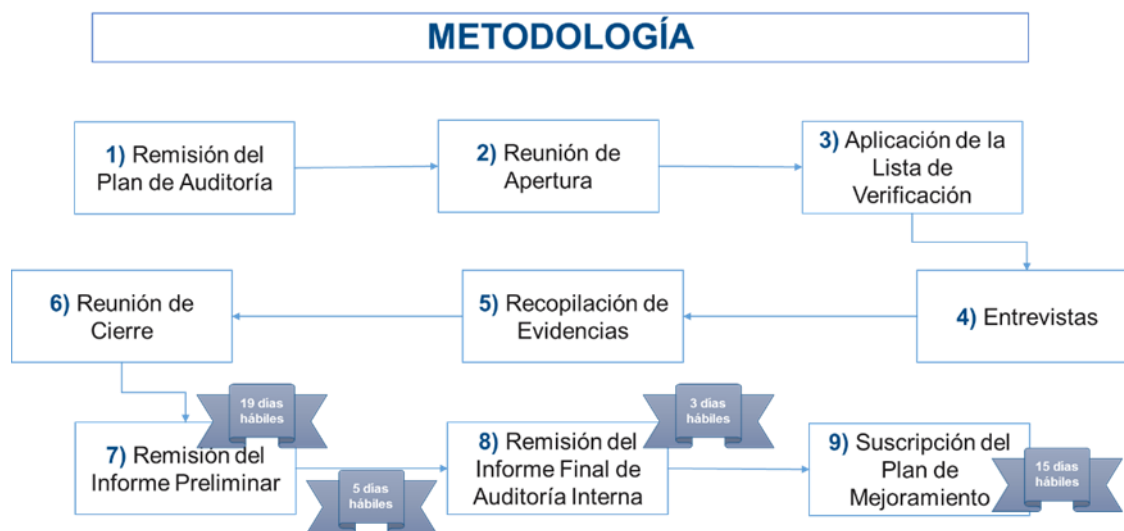 METODOLOGÍA
1) Remisión del
Plan de Auditoría
2) Reunión de
Apertura
3) Aplicación de la
Lista de
Verificación
6) Reunión de
Cierre
5) Recopilación de
Evidencias
4) Entrevistas
19 días
hábiles
3 días
hábiles
7) Remisión del
Informe Preliminar
5 días
hábiles
8) Remisión del
Informe Final de
Auditoría Interna
9) Suscripción del
Plan de
Mejoramiento
15 días
hábiles